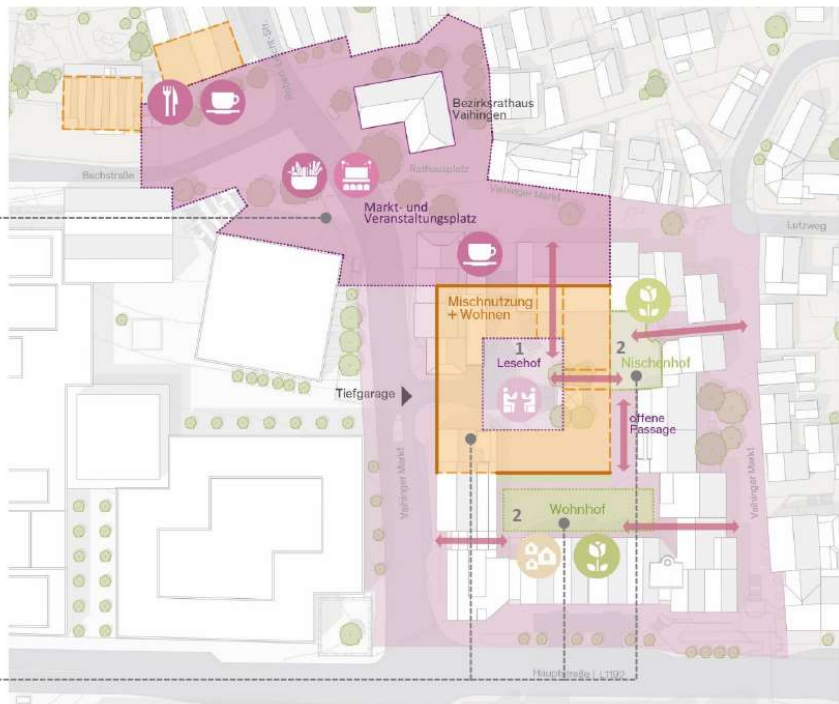 Bezirksrathaus
Vaihingen
Bachstraße
Rathausplatz
Markt- und
Veranstaltungsplatz
Vaihinger Markt
Lutzweg
Mischnutzung
+ Wohnen
1
Lesehof
2
Nischenhof
Tiefgarage
offene
Passage
Vaihinger Markt
Vaihinger Markt
2
Wohnhof
Hauptstraße | L1192